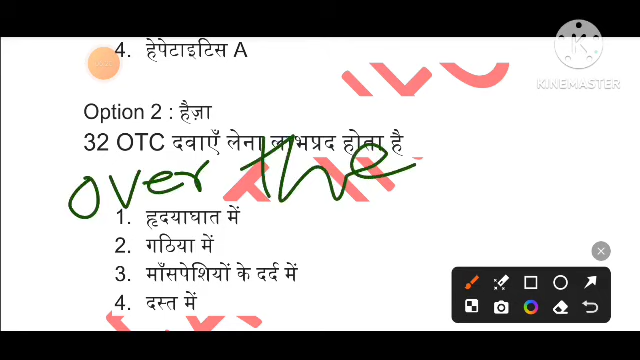 4. हेपेटाइटिस A
KINEMASTER
Option 2 : हैज़ा
32 OTC दवाएँ लेना लाभप्रद होता है
over the
1. हृदयाघात में
2. गठिया में
3. माँसपेशियों के दर्द में
4. दस्त में